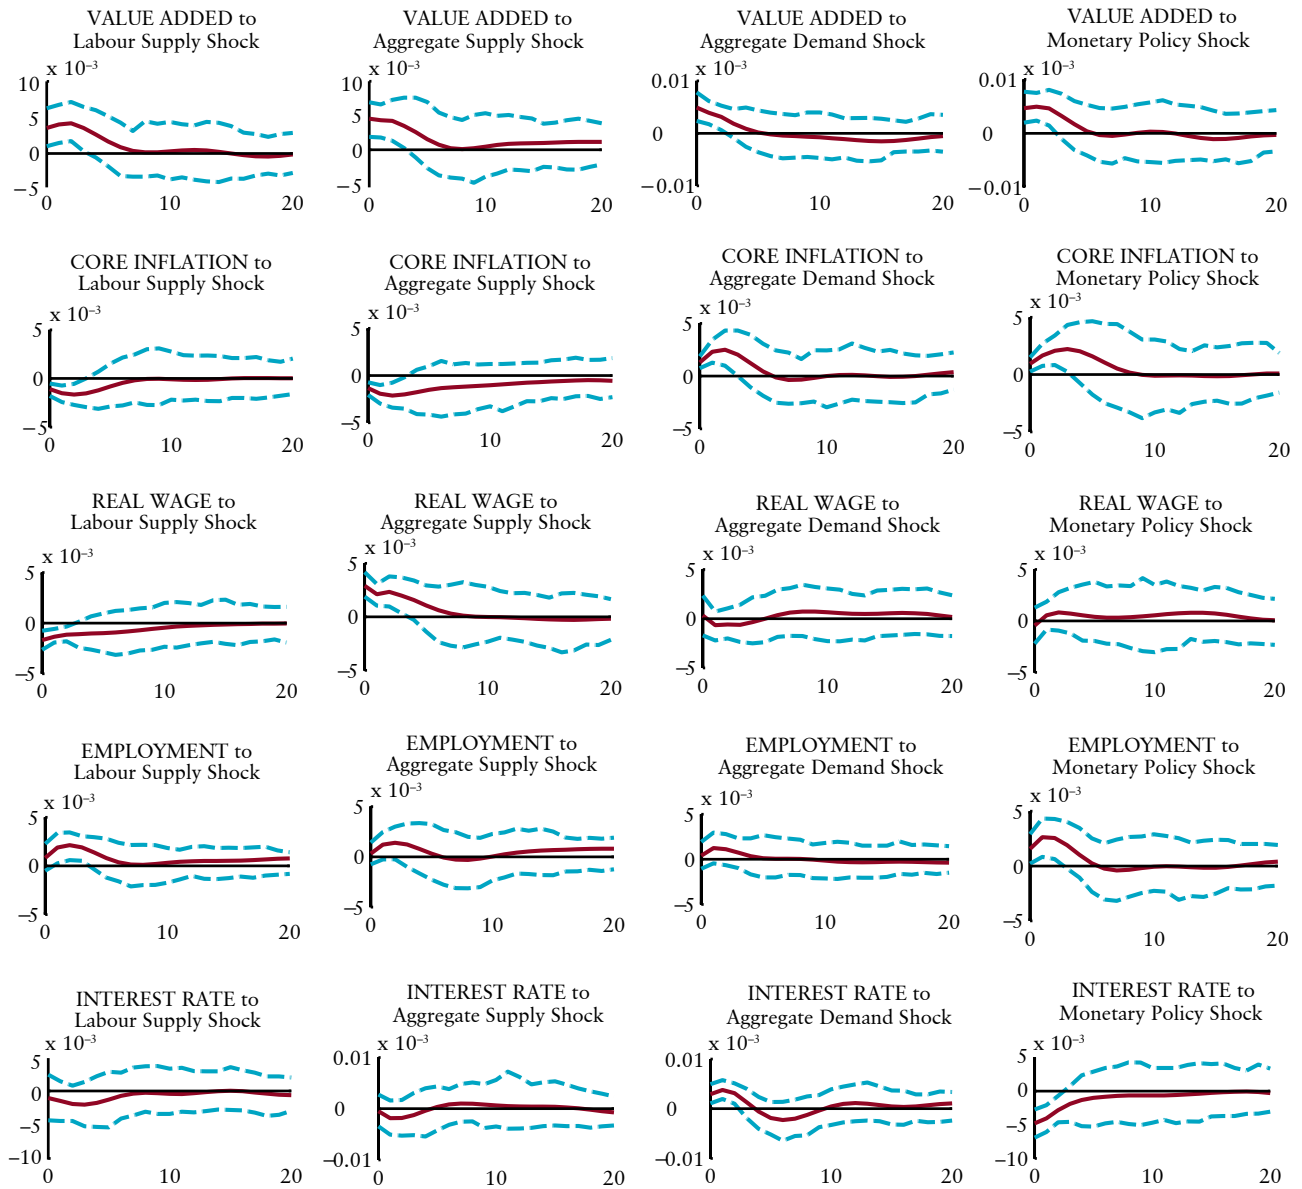 VALUE ADDED to
Labour Supply Shock
x 10⁻³
10
5
0
−5
0
10
20
VALUE ADDED to
Aggregate Supply Shock
x 10⁻³
10
5
0
−5
0
10
20
VALUE ADDED to
Aggregate Demand Shock
x 10⁻³
0.01
0
−0.01
0
10
20
VALUE ADDED to
Monetary Policy Shock
x 10⁻³
0.01
0
−0.01
0
10
20
CORE INFLATION to
Labour Supply Shock
x 10⁻³
5
0
−5
0
10
20
CORE INFLATION to
Aggregate Supply Shock
x 10⁻³
5
0
−5
0
10
20
CORE INFLATION to
Aggregate Demand Shock
x 10⁻³
5
0
−5
0
10
20
CORE INFLATION to
Monetary Policy Shock
x 10⁻³
5
0
−5
0
10
20
REAL WAGE to
Labour Supply Shock
x 10⁻³
5
0
−5
0
10
20
REAL WAGE to
Aggregate Supply Shock
x 10⁻³
5
0
−5
0
10
20
REAL WAGE to
Aggregate Demand Shock
x 10⁻³
5
0
−5
0
10
20
REAL WAGE to
Monetary Policy Shock
x 10⁻³
5
0
−5
0
10
20
EMPLOYMENT to
Labour Supply Shock
x 10⁻³
5
0
−5
0
10
20
EMPLOYMENT to
Aggregate Supply Shock
x 10⁻³
5
0
−5
0
10
20
EMPLOYMENT to
Aggregate Demand Shock
x 10⁻³
5
0
−5
0
10
20
EMPLOYMENT to
Monetary Policy Shock
x 10⁻³
5
0
−5
0
10
20
INTEREST RATE to
Labour Supply Shock
x 10⁻³
5
0
−5
−10
0
10
20
INTEREST RATE to
Aggregate Supply Shock
x 10⁻³
0.01
0
−0.01
0
10
20
INTEREST RATE to
Aggregate Demand Shock
x 10⁻³
0.01
0
−0.01
0
10
20
INTEREST RATE to
Monetary Policy Shock
x 10⁻³
5
0
−5
−10
0
10
20